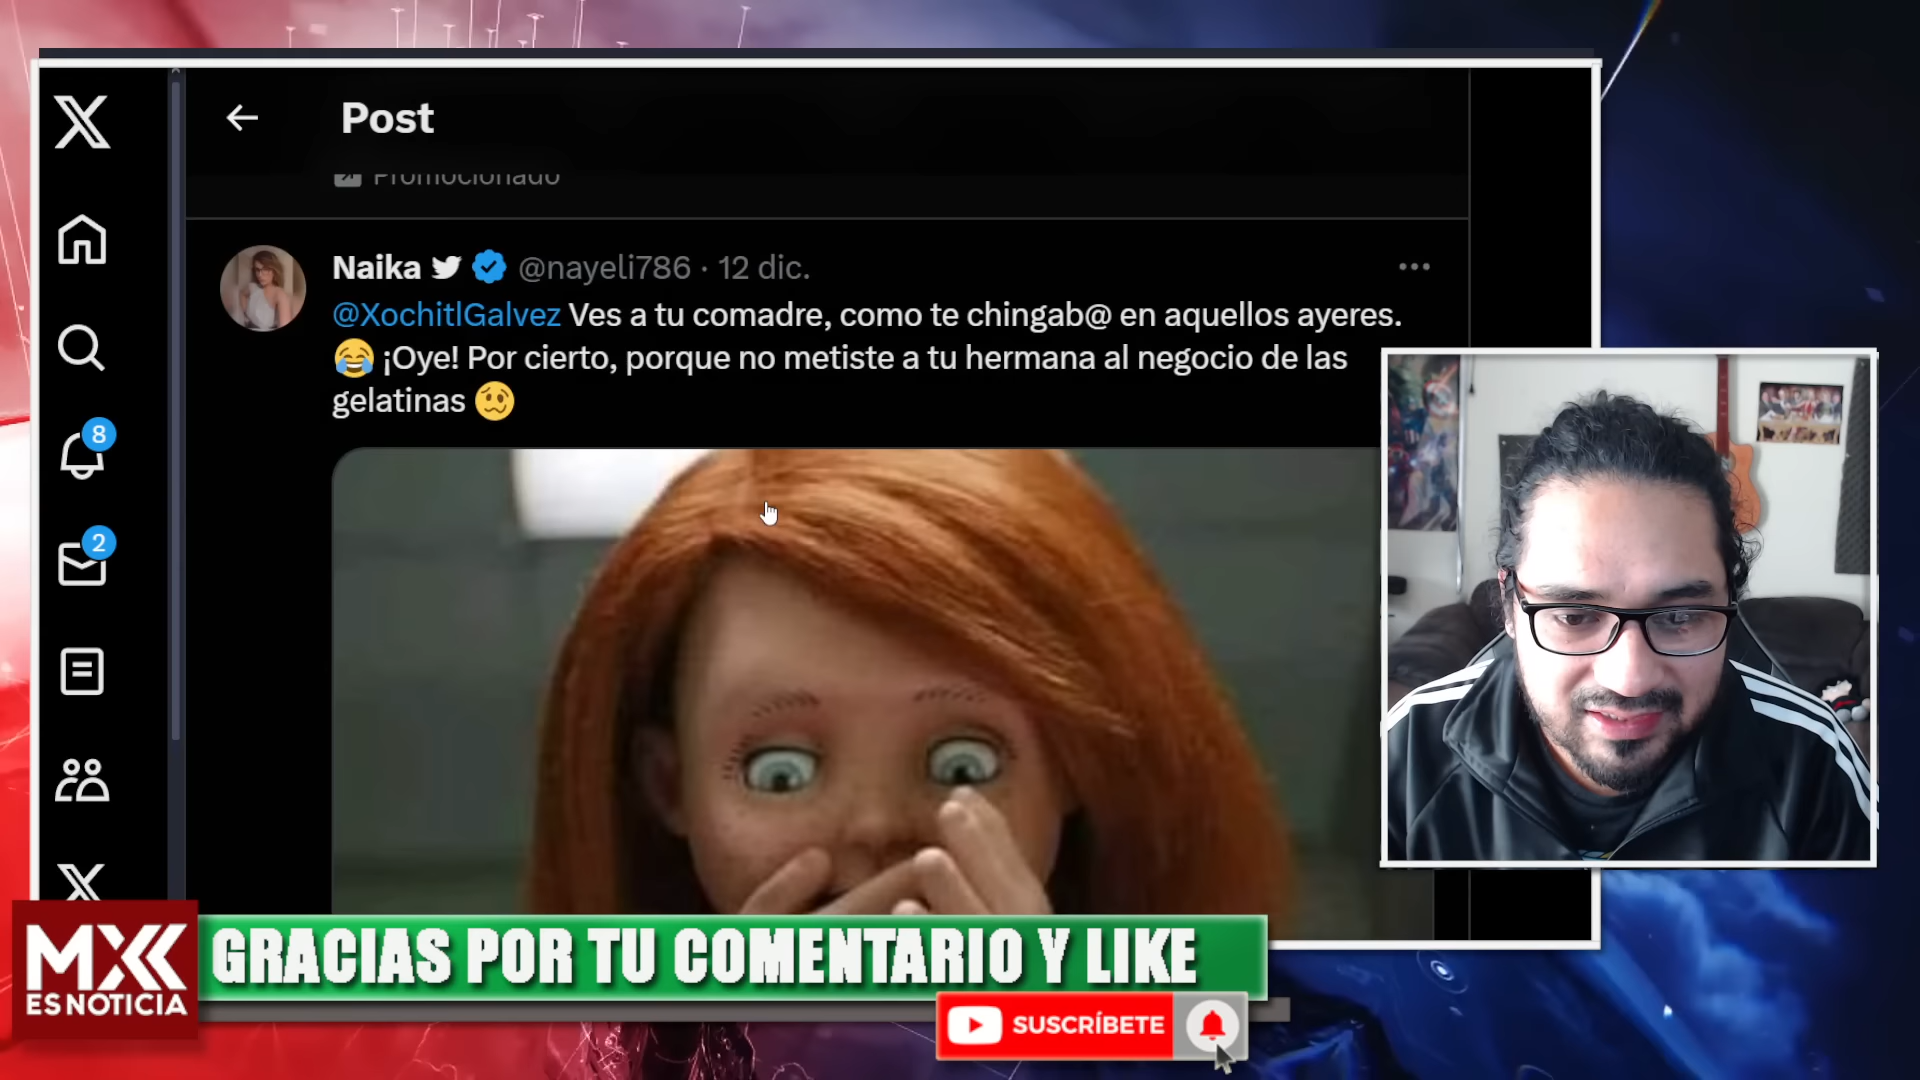 Post
Promocionado
Naika @nayeli786 · 12 dic.
@XochitlGalvez Ves a tu comadre, como te chingab@ en aquellos ayeres.
😂 ¡Oye! Por cierto, porque no metiste a tu hermana al negocio de las
gelatinas 🥴
8
2
MX
ES NOTICIA
GRACIAS POR TU COMENTARIO Y LIKE
SUSCRÍBETE